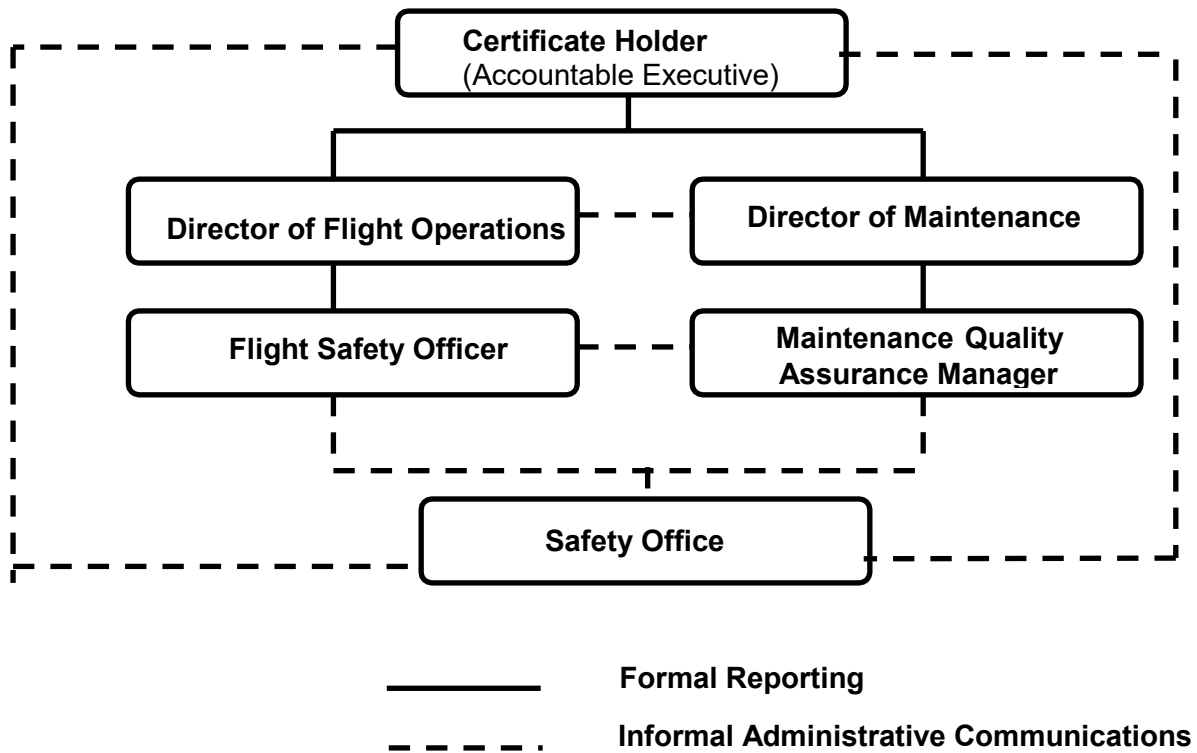 Certificate Holder
(Accountable Executive)
Director of Flight Operations
Director of Maintenance
Flight Safety Officer
Maintenance Quality
Assurance Manager
Safety Office
Formal Reporting
Informal Administrative Communications